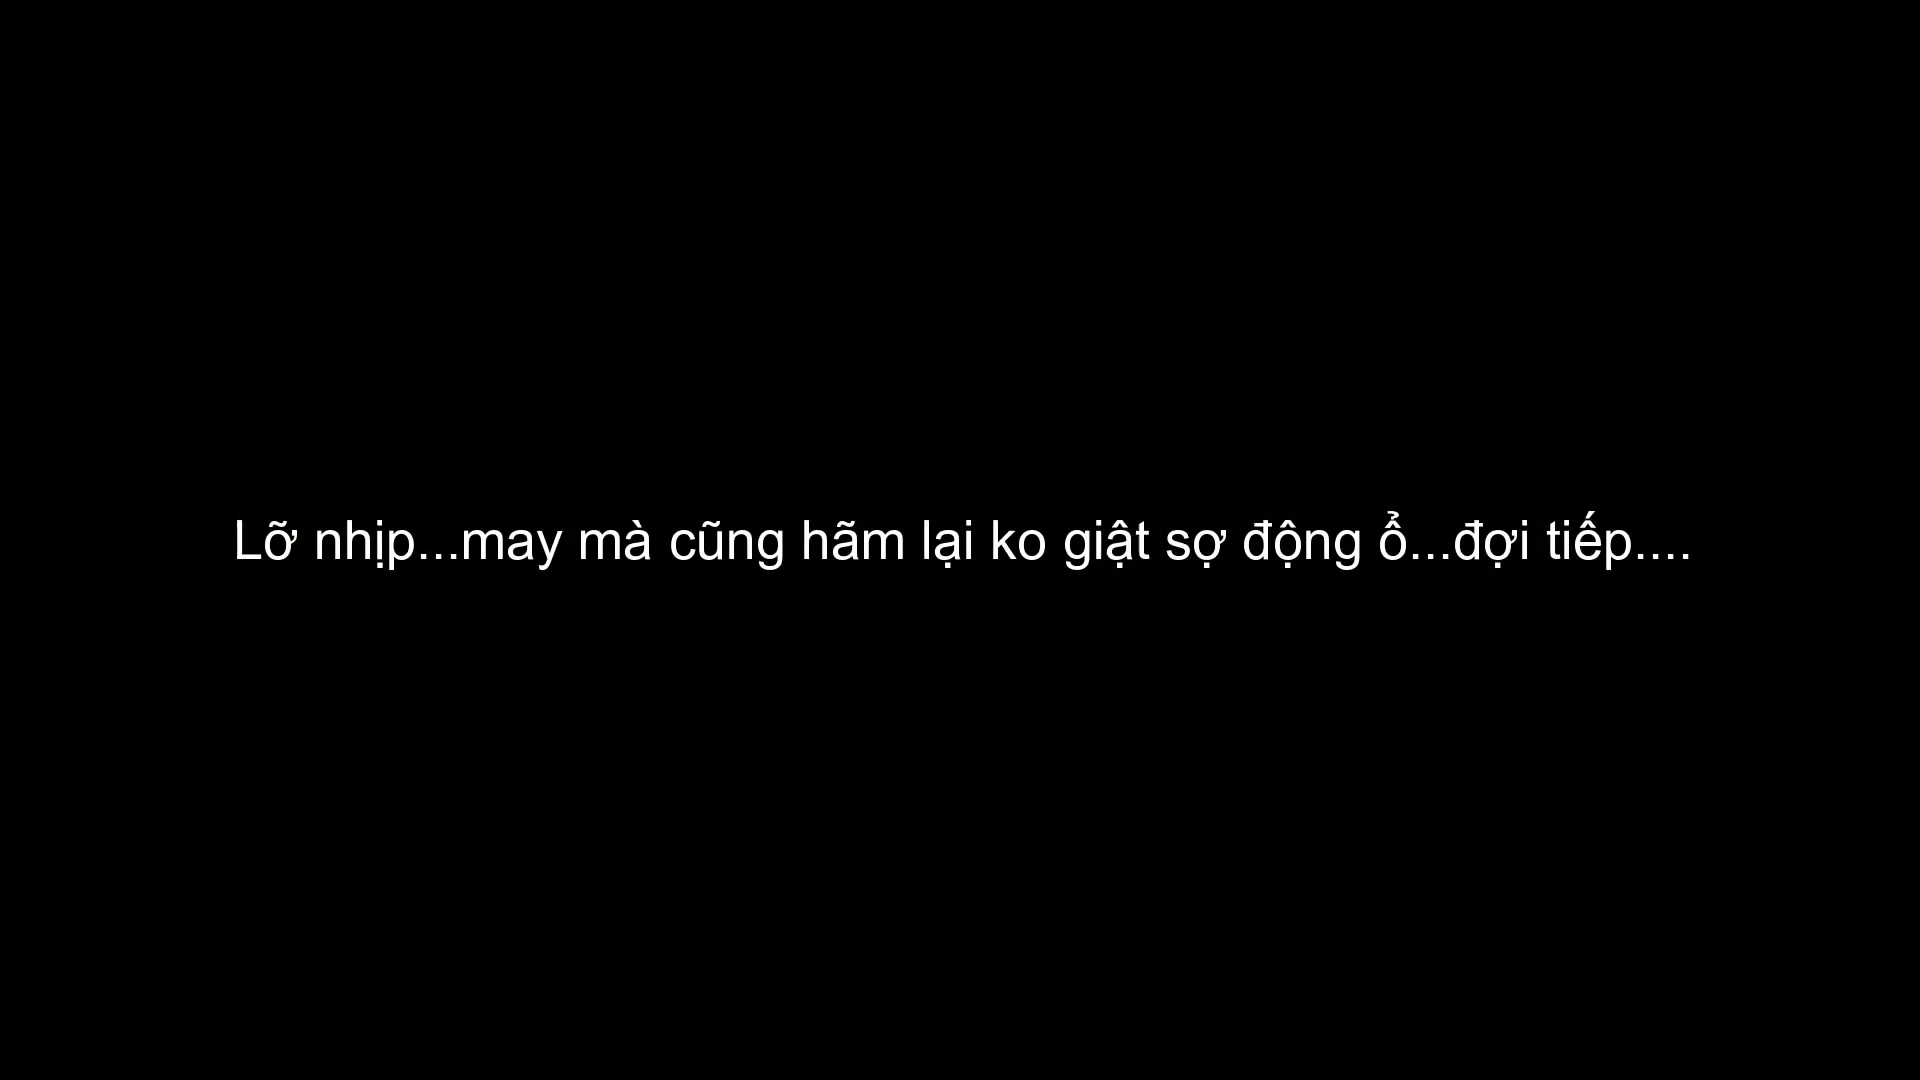 Lỡ nhịp...may mà cũng hãm lại ko giật sợ động ổ...đợi tiếp....